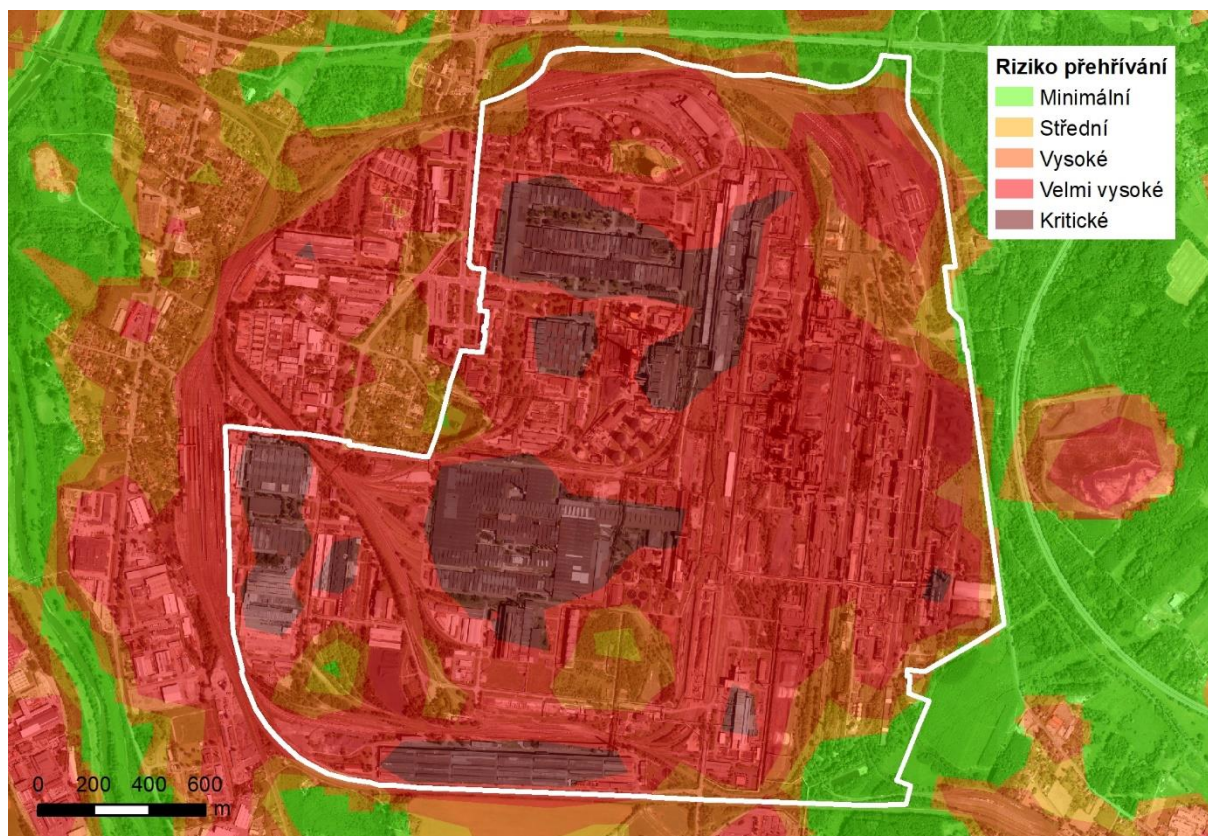 Riziko přehřívání
Minimální
Střední
Vysoké
Velmi vysoké
Kritické
0 200 400 600
m